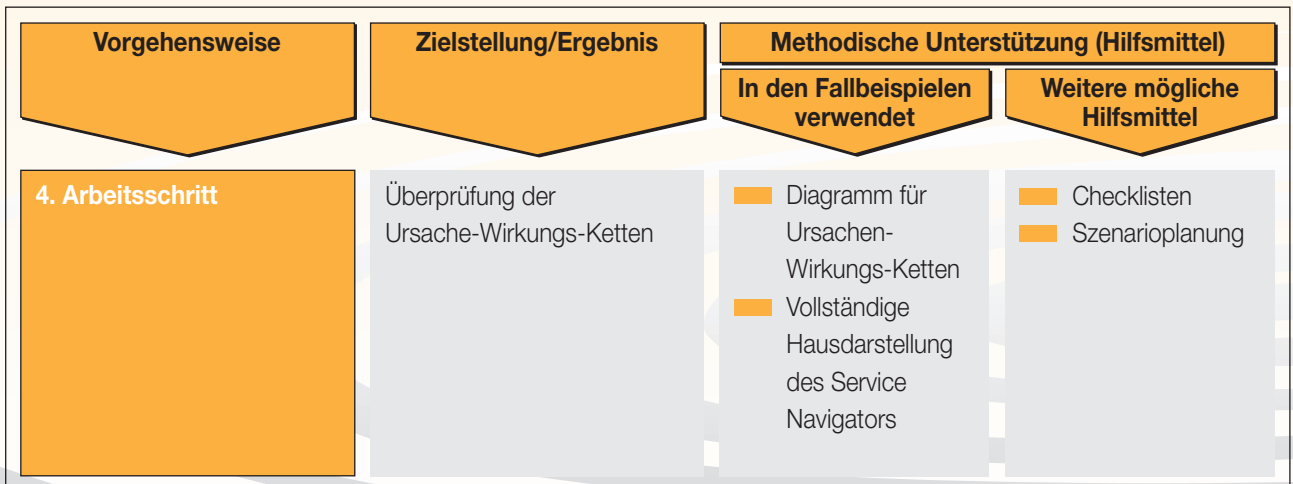 Vorgehensweise
Zielstellung/Ergebnis
Methodische Unterstützung (Hilfsmittel)
In den Fallbeispielen
verwendet
Weitere mögliche
Hilfsmittel
4. Arbeitsschritt
Überprüfung der
Ursache-Wirkungs-Ketten
Diagramm für
Ursachen-
Wirkungs-Ketten
Vollständige
Hausdarstellung
des Service
Navigators
Checklisten
Szenarioplanung